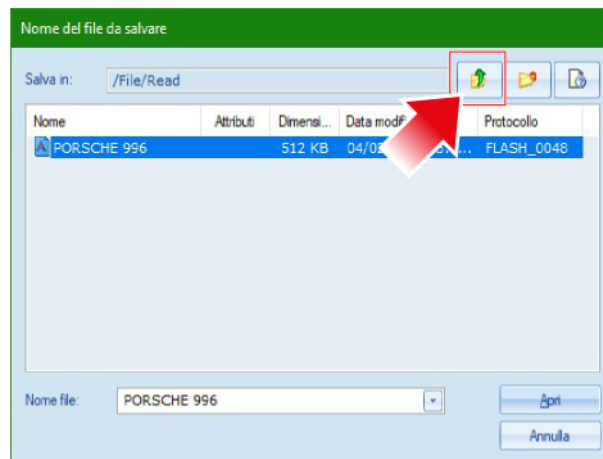 Nome del file da salvare
Salva in: /File/Read
Nome Attributi Dimensi... Data modif Protocollo
PORSCHE 996 512 KB 04/0 ... FLASH_0048
Nome file: PORSCHE 996 Apri
Annulla